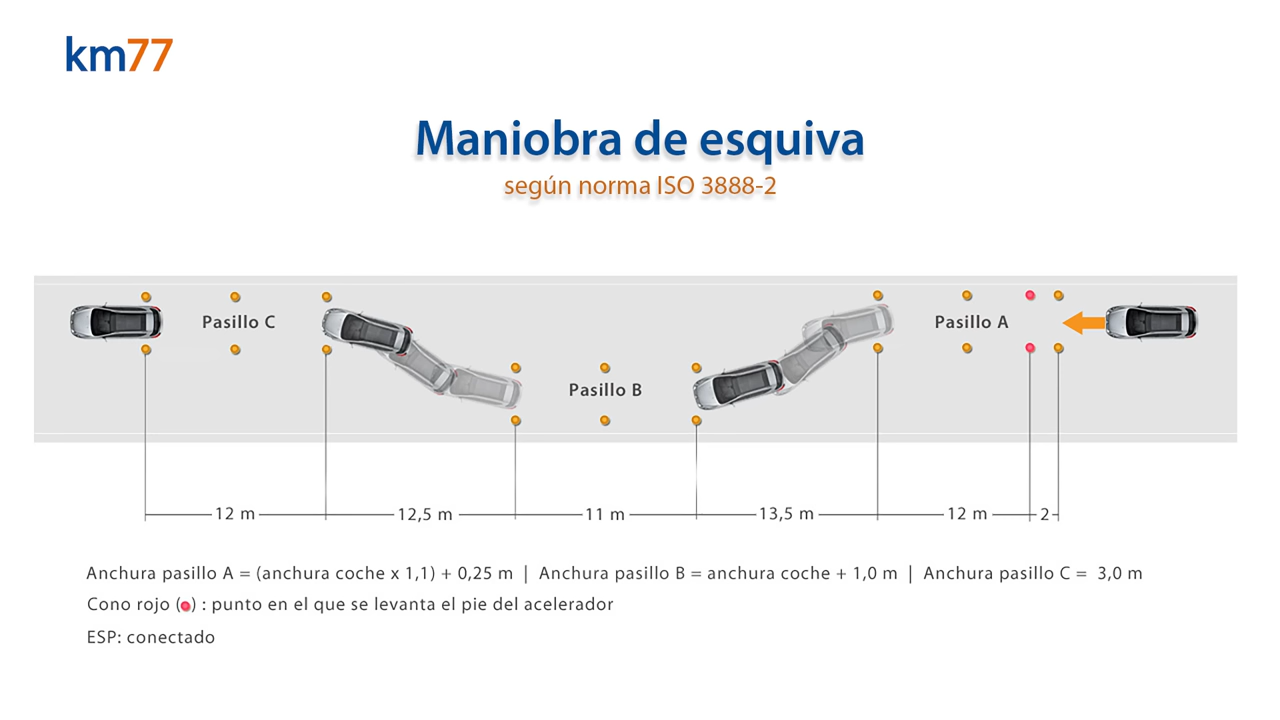 km77
Maniobra de esquiva
según norma ISO 3888-2
Pasillo C
Pasillo A
Pasillo B
12 m
12,5 m
11 m
13,5 m
12 m
2
Anchura pasillo A = (anchura coche x 1,1) + 0,25 m | Anchura pasillo B = anchura coche + 1,0 m | Anchura pasillo C = 3,0 m
Cono rojo ( ) : punto en el que se levanta el pie del acelerador
ESP: conectado